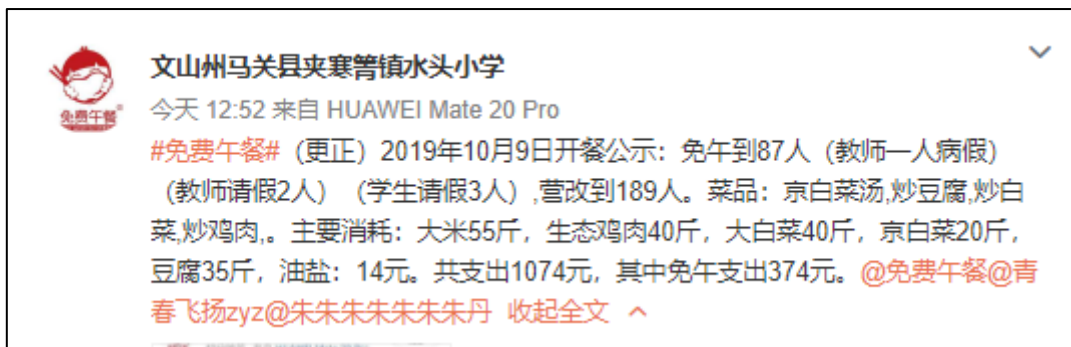 文山州马关县夹寒箐镇水头小学
今天 12:52 来自 HUAWEI Mate 20 Pro
免费午餐
#免费午餐#（更正）2019年10月9日开餐公示：免午到87人（教师一人病假）
（教师请假2人）（学生请假3人）,营改到189人。菜品：京白菜汤,炒豆腐,炒白
菜,炒鸡肉,。主要消耗：大米55斤，生态鸡肉40斤，大白菜40斤，京白菜20斤，
豆腐35斤，油盐：14元。共支出1074元，其中免午支出374元。@免费午餐@青
春飞扬zyz@朱朱朱朱朱朱朱丹 收起全文